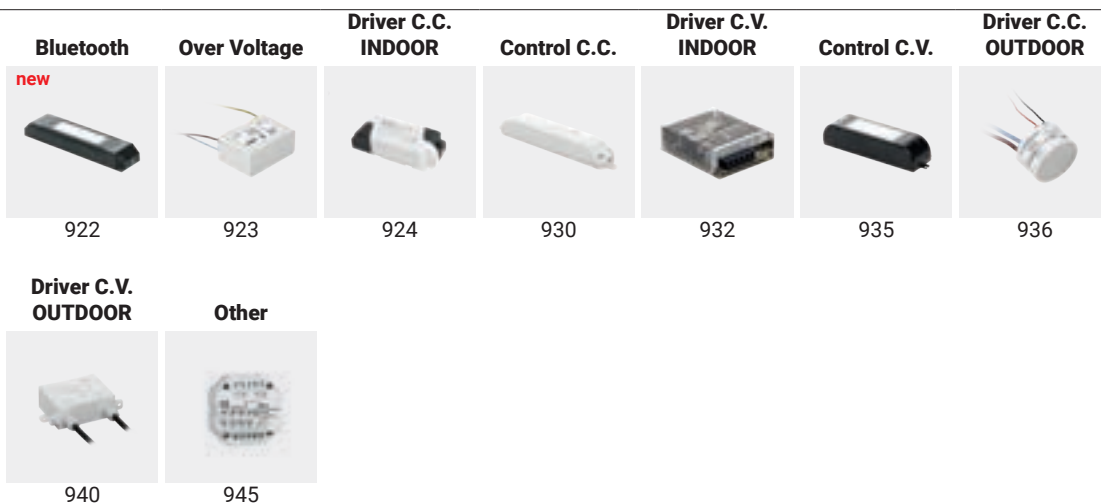 Bluetooth
Over Voltage
Driver C.C.
INDOOR
Control C.C.
Driver C.V.
INDOOR
Control C.V.
Driver C.C.
OUTDOOR
new
922
923
924
930
932
935
936
Driver C.V.
OUTDOOR
Other
940
945